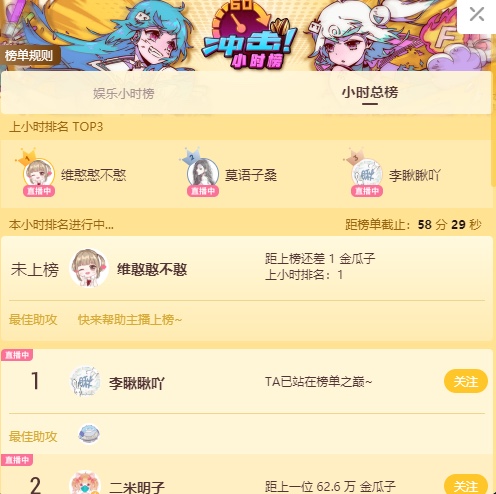 60
冲击!
小时榜
榜单规则
娱乐小时榜
小时总榜
上小时排名 TOP3
1
维憨憨不憨
直播中
2
莫语子桑
直播中
3
李瞅瞅吖
直播中
本小时排名进行中...
距榜单截止：58 分 29 秒
未上榜
维憨憨不憨
距上榜还差 1 金瓜子
上小时排名：1
最佳助攻
快来帮助主播上榜~
直播中
1
李瞅瞅吖
TA已站在榜单之巅~
关注
最佳助攻
直播中
2
二米明子
距上一位 62.6 万 金瓜子
关注